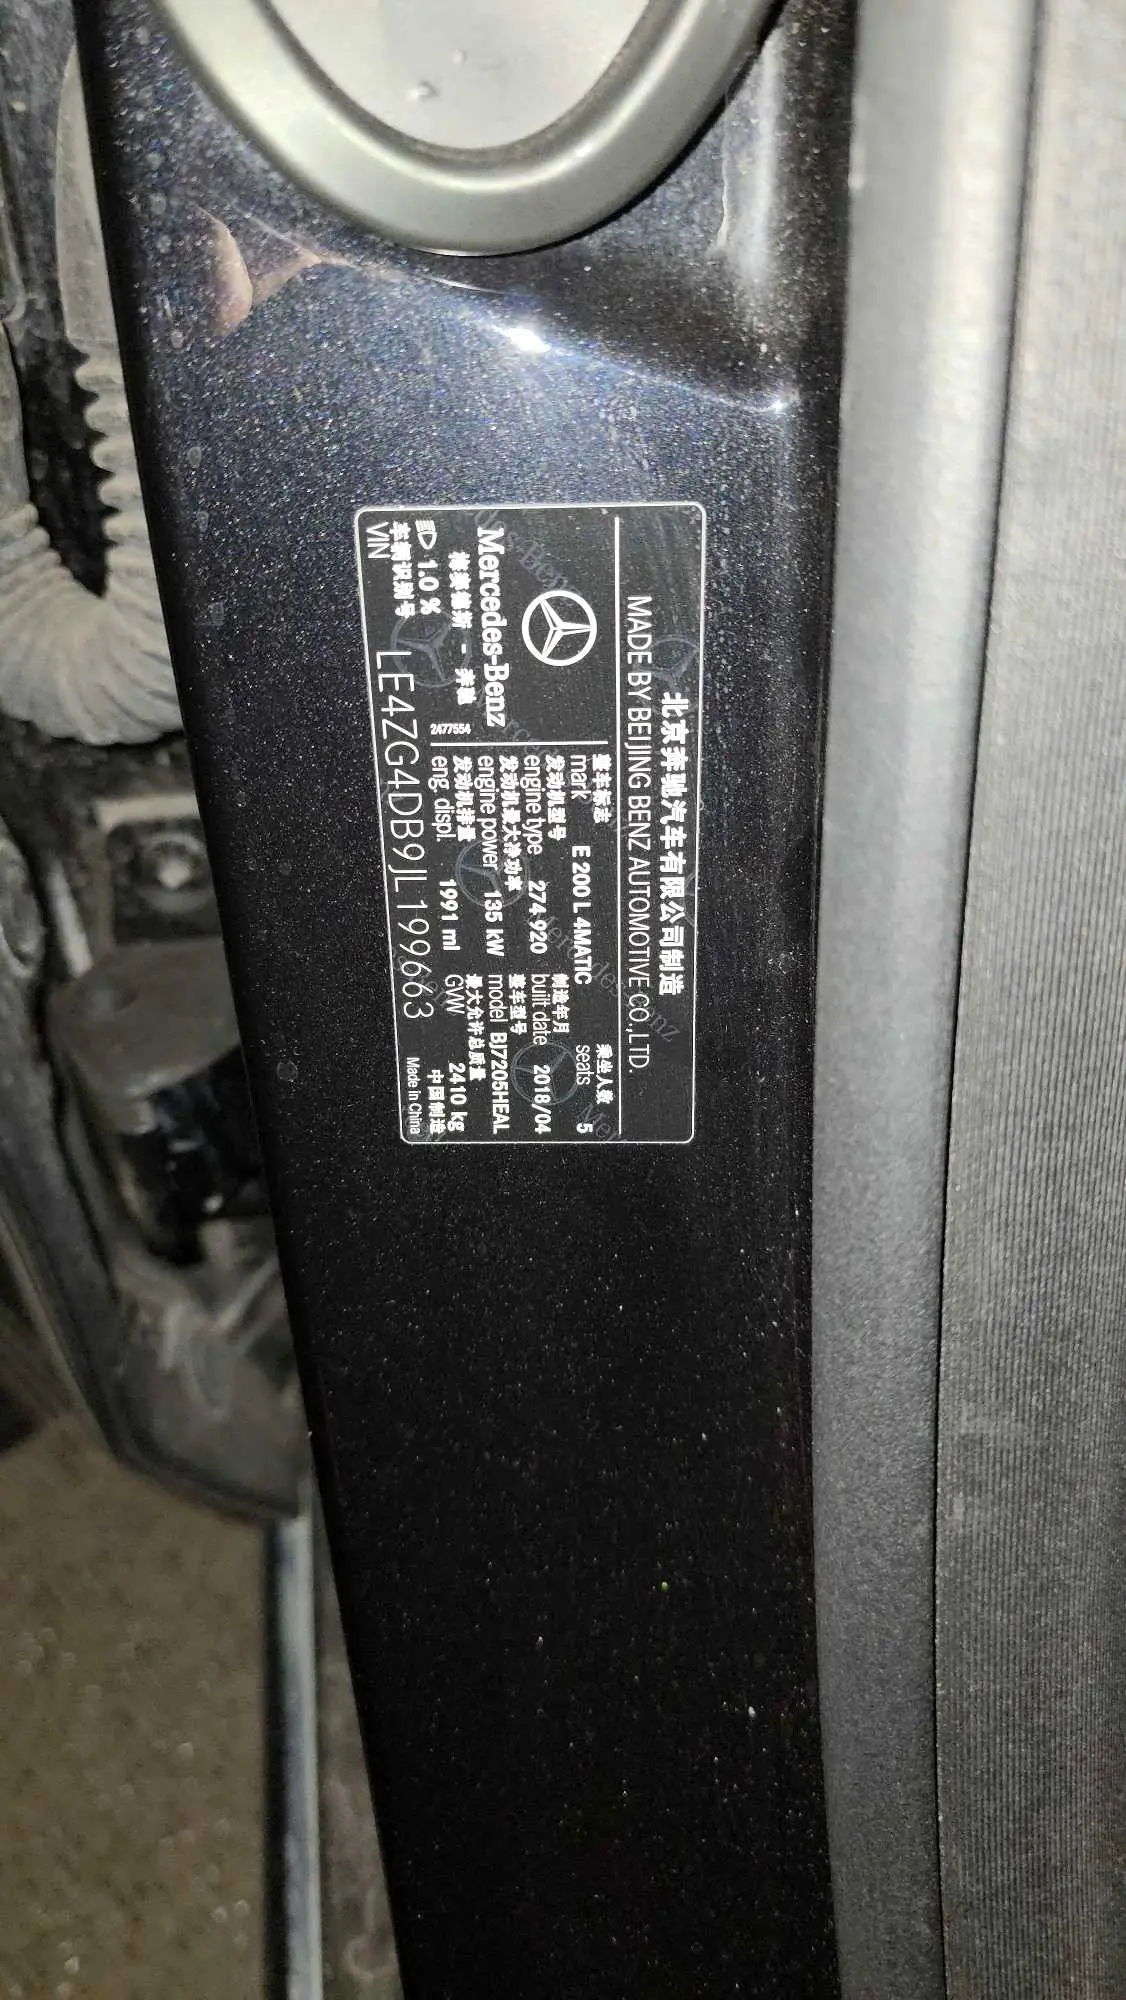 北京奔驰汽车有限公司制造
MADE BY BEIJING BENZ AUTOMOTIVE CO.,LTD.
整车标志
mark E 200 L 4MATIC
乘坐人数
seats 5
发动机型号
engine type 274 920
制造年月
built date 2018/04
发动机最大净功率
engine power 135 kW
整车型号
model BJ7205HEAL
发动机排量
eng. displ. 1991 ml
最大允许总质量
GVW 2410 kg
Mercedes-Benz
梅赛德斯 - 奔驰
1.0 % 2477554
车辆识别号
VIN LE4ZG4DB9JL199663
中国制造
Made in China